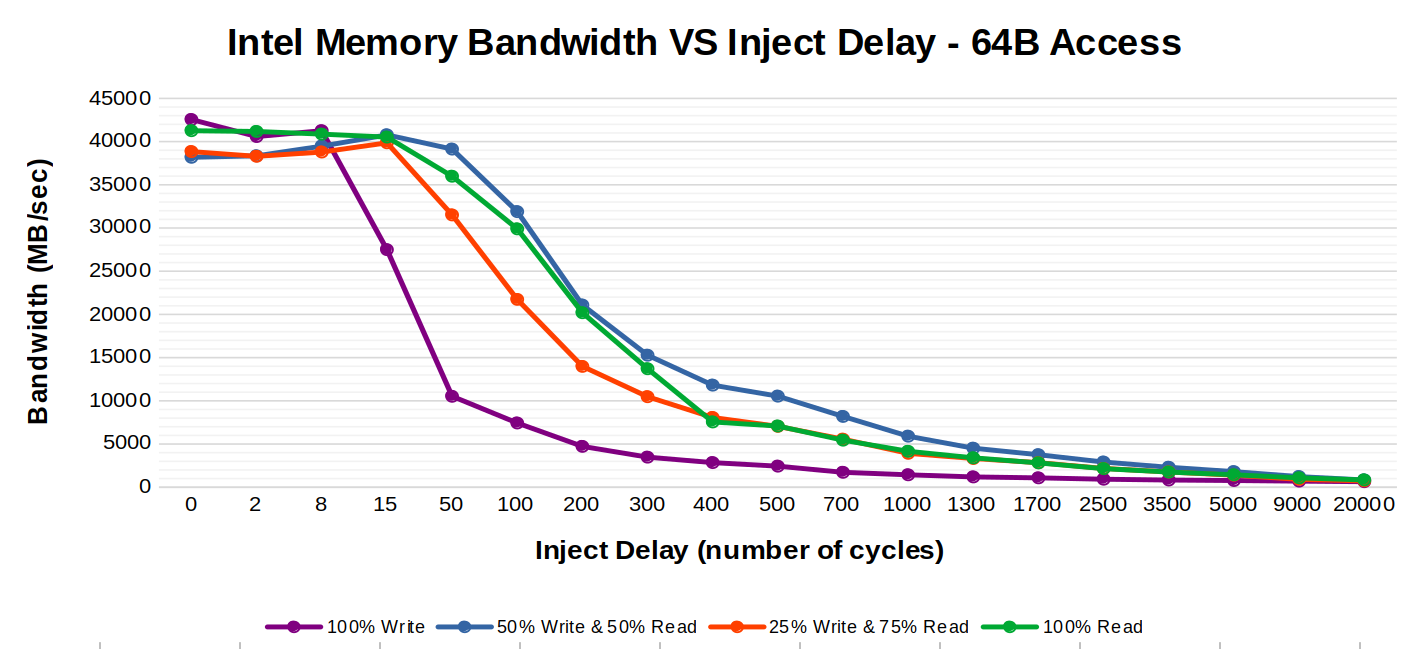 Intel Memory Bandwidth VS Inject Delay - 64B Access
45000
40000
35000
30000
25000
20000
15000
10000
5000
0
Bandwidth (MB/sec)
0 2 8 15 50 100 200 300 400 500 700 1000 1300 1700 2500 3500 5000 9000 20000
Inject Delay (number of cycles)
100% Write 50% Write & 50% Read 25% Write & 75% Read 100% Read